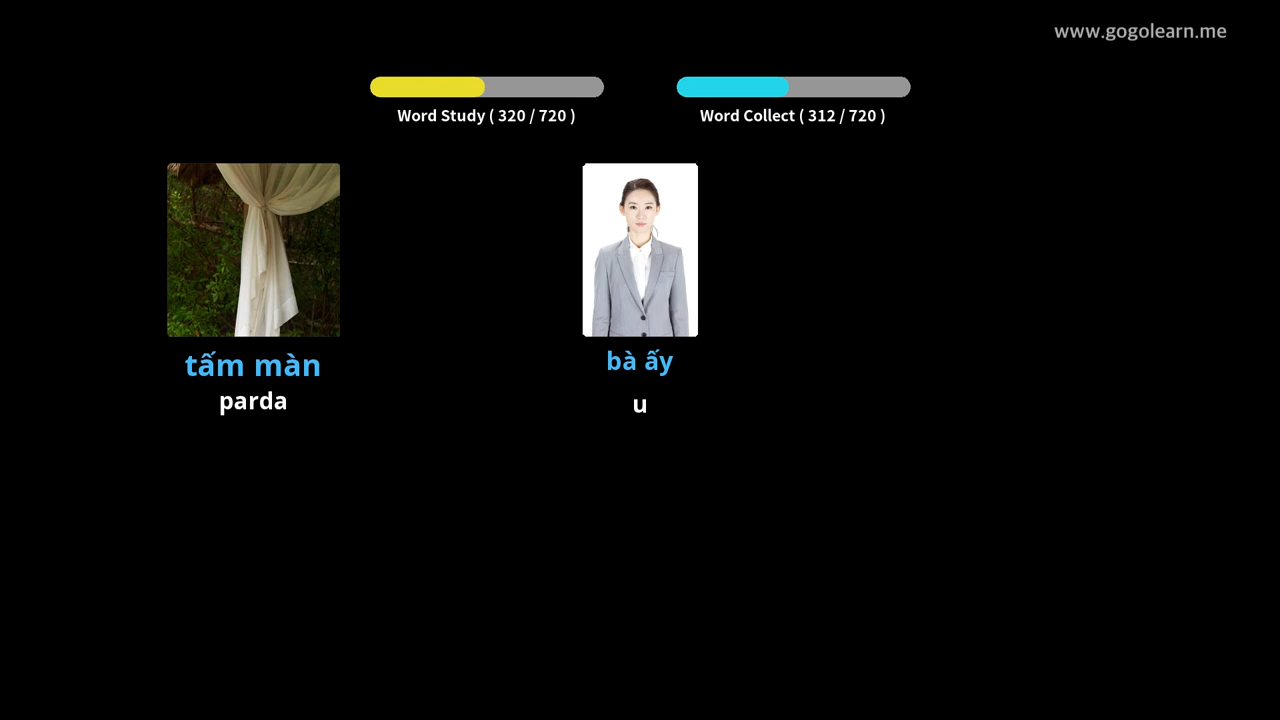 www.gogolearn.me
Word Study ( 320 / 720 )
Word Collect ( 312 / 720 )
tấm màn
parda
bà ấy
u